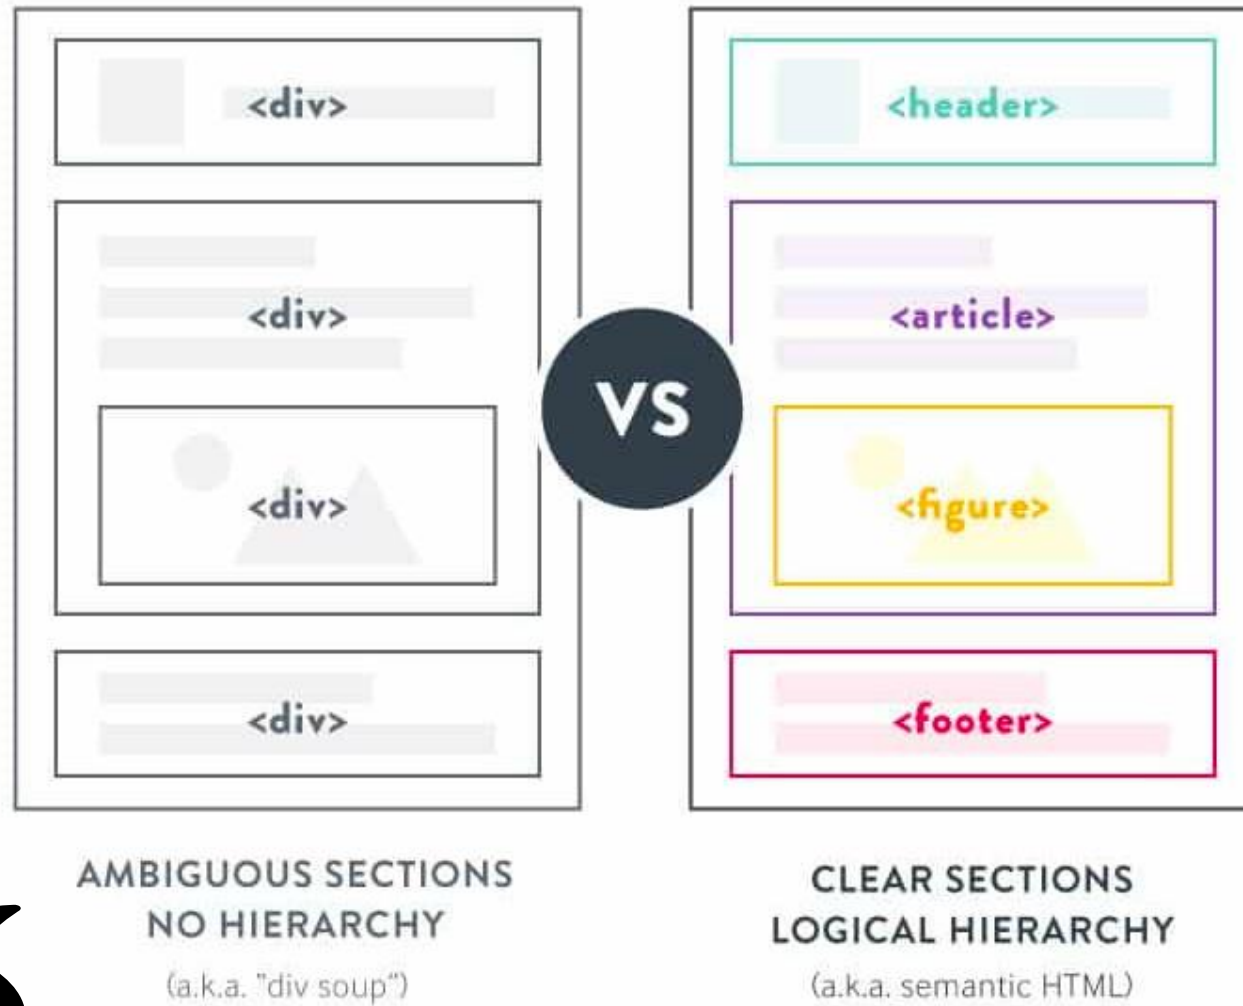 <div>
<div>
<div>
<div>
AMBIGUOUS SECTIONS
NO HIERARCHY
(a.k.a. "div soup")
VS
<header>
<article>
<figure>
<footer>
CLEAR SECTIONS
LOGICAL HIERARCHY
(a.k.a. semantic HTML)